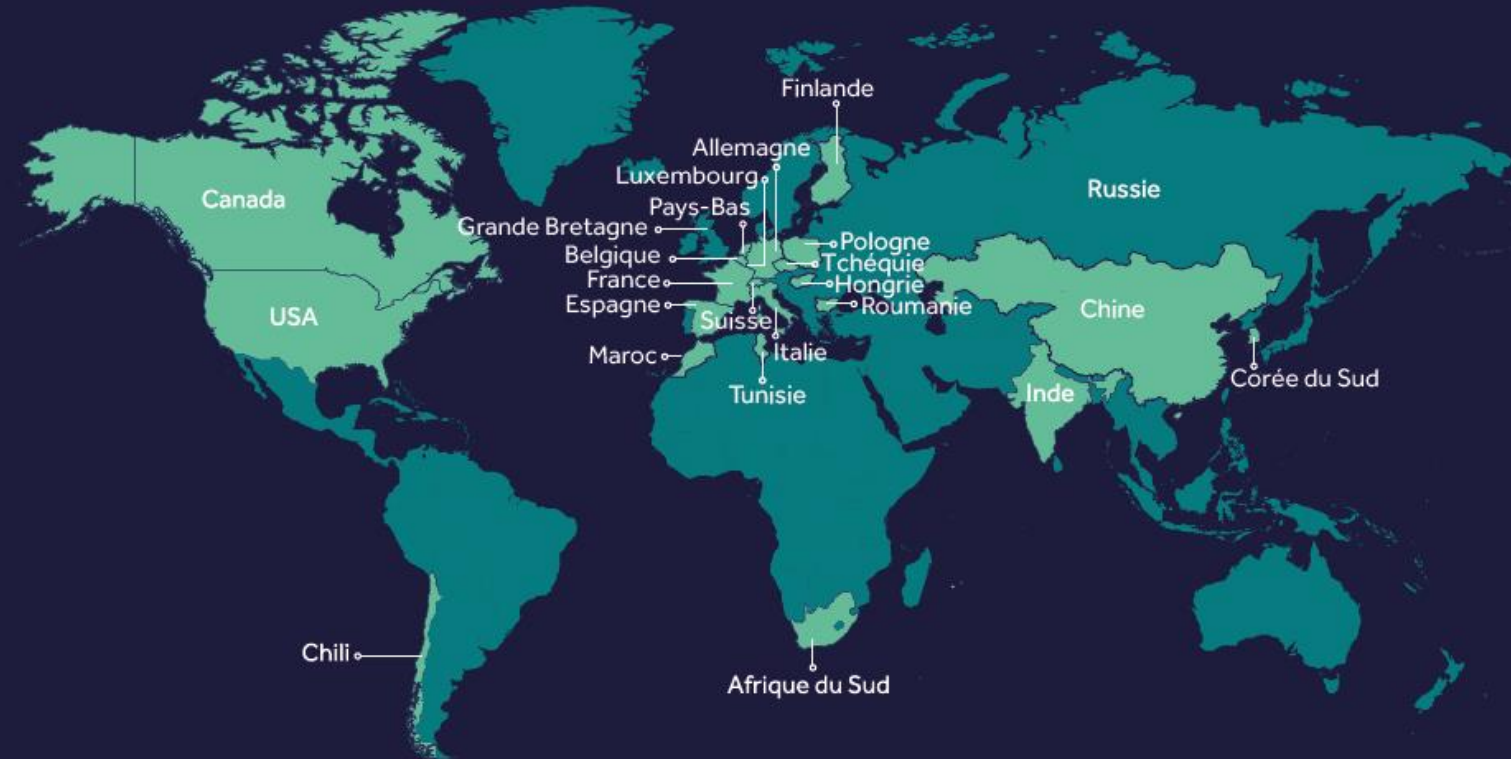 Finlande
Allemagne
Luxembourg
Canada
Russie
Pays-Bas
Grande Bretagne
Pologne
Belgique
Tchéquie
France
Hongrie
Espagne
Roumanie
USA
Suisse
Chine
Maroc
Italie
Corée du Sud
Tunisie
Inde
Chili
Afrique du Sud